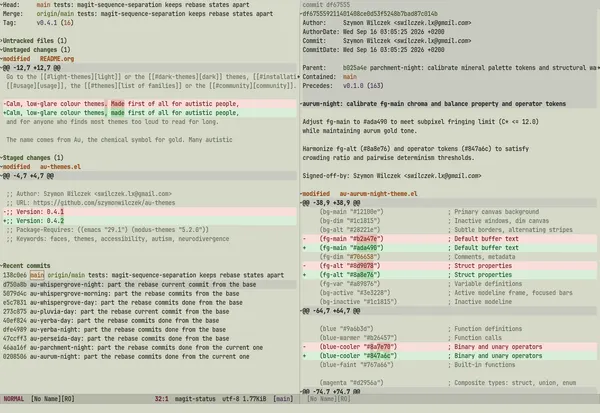 Head:     main tests: magit-sequence-separation keeps rebase states apart
Merge:    origin/main tests: magit-sequence-separation keeps rebase states apart
Tag:      v0.4.1 (16)
Untracked files (1)
Unstaged changes (1)
modified   README.org
@@ -12,7 +12,7 @@
Go to the [[#light-themes][light]] or the [[#dark-themes][dark]] themes, [[#installati
[[#usage][usage]], the [[#themes][list of families]] or the [[#community][community]].
-Calm, low-glare colour themes. Made first of all for autistic people,
+Calm, low-glare colour themes, made first of all for autistic people,
and for anyone who finds most themes too loud to read for long.
The name comes from Au, the chemical symbol for gold. Many autistic
Staged changes (1)
modified   au-themes.el
@@ -4,7 +4,7 @@
;; Author: Szymon Wilczek <swilczek.lx@gmail.com>
;; URL: https://github.com/szymonwilczek/au-themes
-;; Version: 0.4.1
+;; Version: 0.4.2
;; Package-Requires: ((emacs "29.1") (modus-themes "5.2.0"))
;; Keywords: faces, themes, accessibility, autism, neurodivergence
Recent commits
138c0e6 main origin/main tests: magit-sequence-separation keeps rebase states apart
d750a8b au-whispergrove-night: part the rebase current commit from the base
507964c au-whispergrove-morning: part the rebase commits done from the base
e5c7831 au-whispergrove-day: part the rebase commits done from the base
273c875 au-pluvia-day: part the rebase current commit from the base
40ef824 au-yerba-day: part the rebase commits done from the base
dfe4989 au-yerba-night: part the rebase commits done from the base
47ccff3 au-perseida-day: part the rebase commits done from the base
46aa16f au-parchment-night: part the rebase commits done from the current one
0208506 au-aurum-night: part the rebase commits done from the current one
NORMAL  [No Name][RO]     32:1  magit-status  utf-8  1.77KiB  [main]
commit df67555
df675559211401488ce0d53f5248b7bad87c814b
Author:     Szymon Wilczek <swilczek.lx@gmail.com>
AuthorDate: Wed Sep 16 03:05:25 2026 +0200
Commit:     Szymon Wilczek <swilczek.lx@gmail.com>
CommitDate: Wed Sep 16 03:05:25 2026 +0200
Parent:     b025a4e parchment-night: calibrate mineral palette tokens and structural wa
Contained:  main
Precedes:   v0.1.0 (163)
aurum-night: calibrate fg-main chroma and balance property and operator tokens
Adjust fg-main to #ada490 to meet subpixel fringing limit (C* <= 12.0)
while maintaining aurum gold tone.
Harmonize fg-alt (#8a8e76) and operator tokens (#847a6c) to satisfy
crowding ratio and pairwise determinism thresholds.
Signed-off-by: Szymon Wilczek <swilczek.lx@gmail.com>
modified   au-aurum-night-theme.el
@@ -38,9 +38,9 @@
(bg-main "#12100e") ; Primary canvas background
(bg-dim "#1c1815") ; Inactive windows, dim canvas
(bg-alt "#28221e") ; Subtle borders, alternating stripes
- (fg-main "#b2a47e") ; Default buffer text
+ (fg-main "#ada490") ; Default buffer text
(fg-dim "#706658") ; Comments, metadata
- (fg-alt "#8d9078") ; Struct properties
+ (fg-alt "#8a8e76") ; Struct properties
(fg-var "#a89876") ; Variable definitions
(bg-active "#3e3228") ; Active modeline frame, focused bars
(bg-inactive "#1c1815") ; Inactive modeline
@@ -64,7 +64,7 @@
(blue "#9a6b3d") ; Function definitions
(blue-warmer "#b26457") ; Function calls
- (blue-cooler "#8a7e70") ; Binary and unary operators
+ (blue-cooler "#847a6c") ; Binary and unary operators
(blue-faint "#767a66") ; Built-in functions
(magenta "#d2956a") ; Composite types: struct, union, enum
@@ -74,7 +74,7 @@
[No Name][RO]